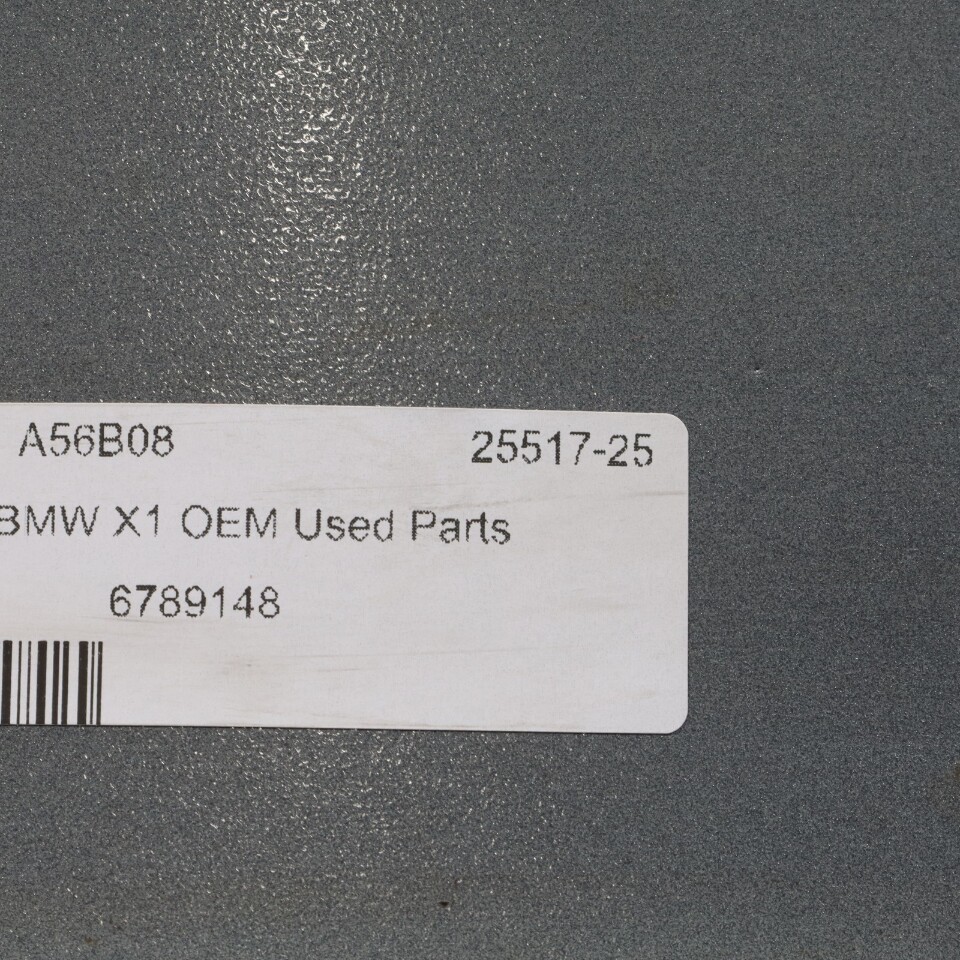 A56B08 25517-25
BMW X1 OEM Used Parts
6789148